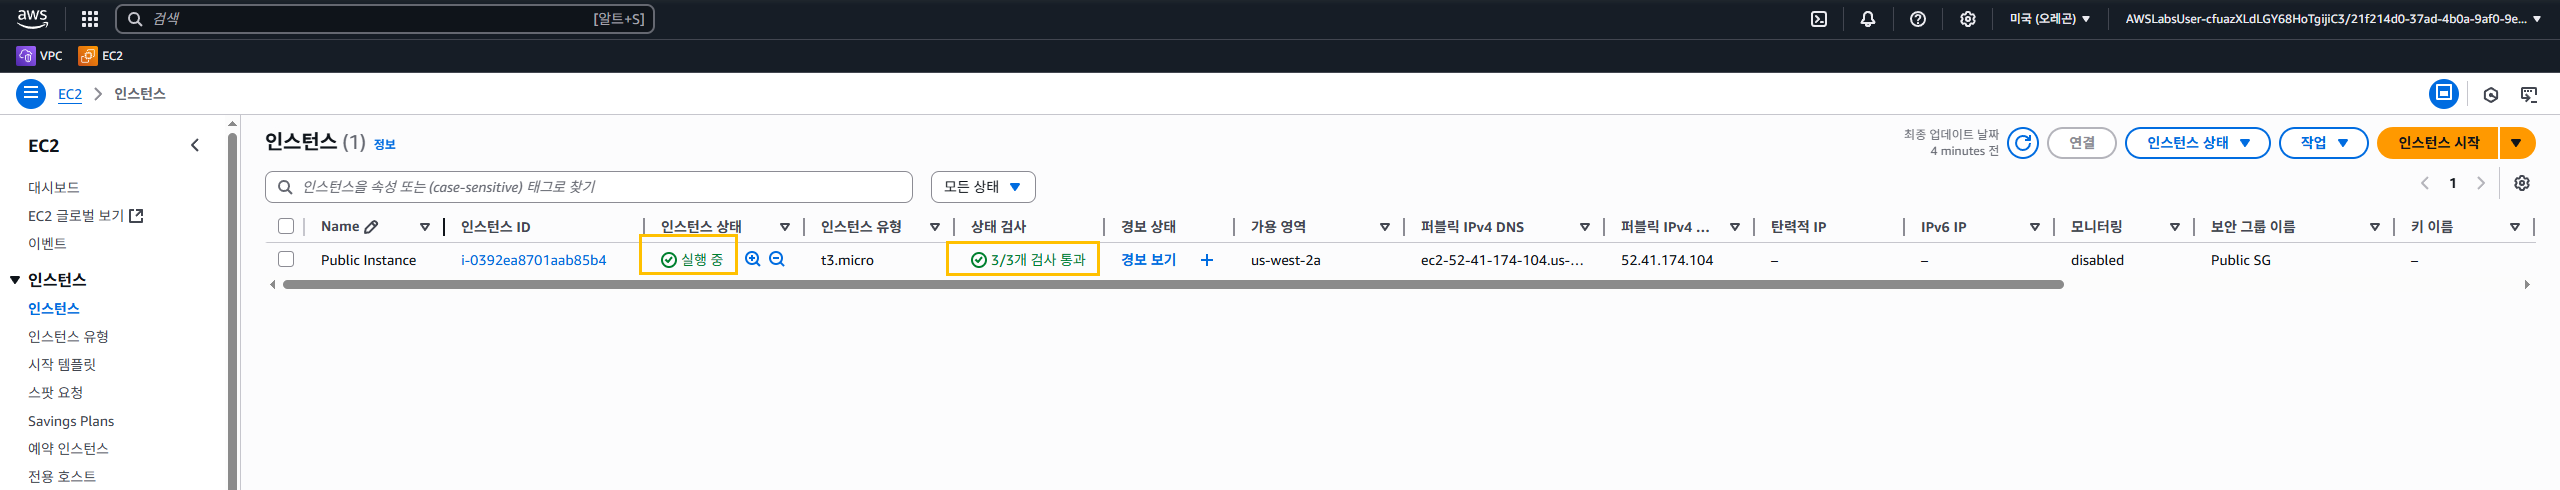 aws
검색 [알트+S]
미국 (오레곤) AWSLabsUser-cfuazXLdLGY68HoTgijiC3/21f214d0-37ad-4b0a-9af0-9e...
VPC EC2
EC2 인스턴스
EC2
대시보드
EC2 글로벌 보기
이벤트
인스턴스
인스턴스
인스턴스 유형
시작 템플릿
스팟 요청
Savings Plans
예약 인스턴스
전용 호스트
인스턴스 (1) 정보
최종 업데이트 날짜
4 minutes 전
연결 인스턴스 상태 작업 인스턴스 시작
인스턴스을 속성 또는 (case-sensitive) 태그로 찾기 모든 상태
1
Name 인스턴스 ID 인스턴스 상태 인스턴스 유형 상태 검사 경보 상태 가용 영역 퍼블릭 IPv4 DNS 퍼블릭 IPv4 ... 탄력적 IP IPv6 IP 모니터링 보안 그룹 이름 키 이름
Public Instance i-0392ea8701aab85b4 실행 중 t3.micro 3/3개 검사 통과 경보 보기 us-west-2a ec2-52-41-174-104.us-... 52.41.174.104 – – disabled Public SG –